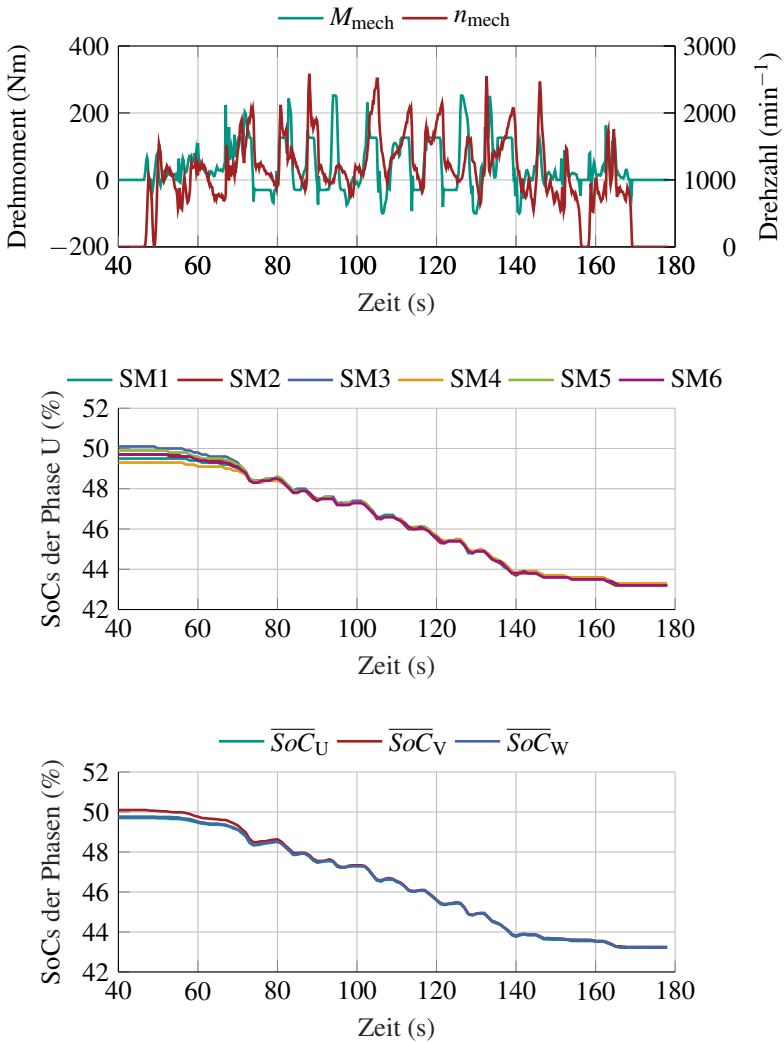 M_mech n_mech
400 3000
200 2000
0 1000
−200 0
40 60 80 100 120 140 160 180
Drehmoment (Nm)
Drehzahl (min⁻¹)
Zeit (s)
SM1 SM2 SM3 SM4 SM5 SM6
52
50
48
46
44
42
40 60 80 100 120 140 160 180
SoCs der Phase U (%)
Zeit (s)
S̅o̅C̅_U S̅o̅C̅_V S̅o̅C̅_W
52
50
48
46
44
42
40 60 80 100 120 140 160 180
SoCs der Phasen (%)
Zeit (s)